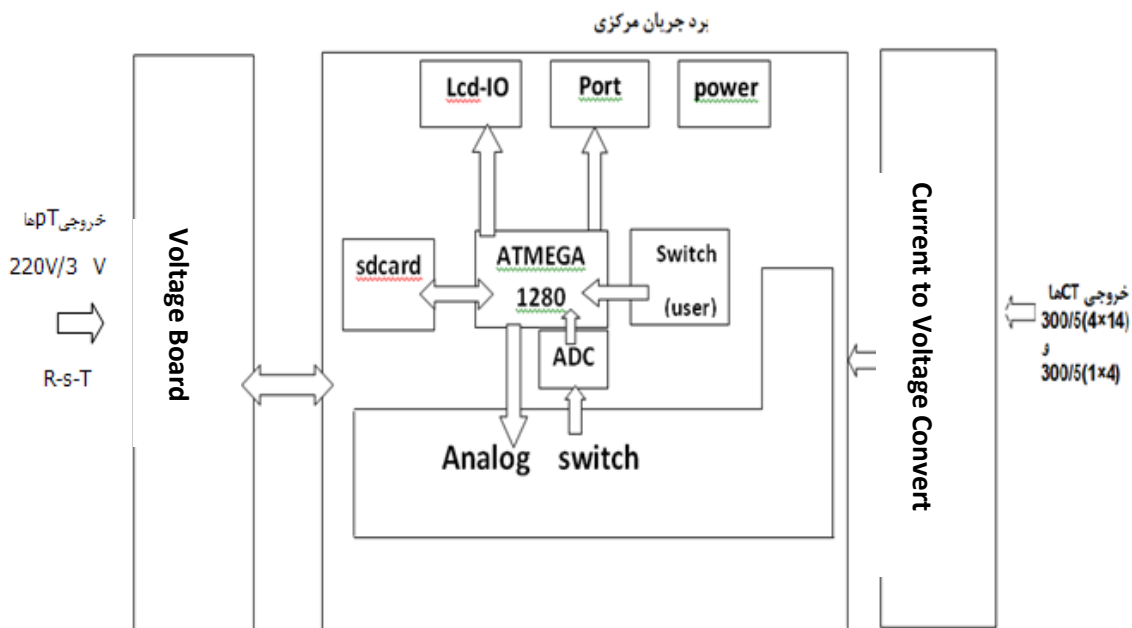 برد جریان مرکزی
Lcd-IO
Port
power
خروجیpTها
220V/3 V
R-s-T
Voltage Board
sdcard
ATMEGA
1280
Switch
(user)
ADC
Analog switch
Current to Voltage Convert
خروجی CTها
300/5(4×14)
و
300/5(1×4)